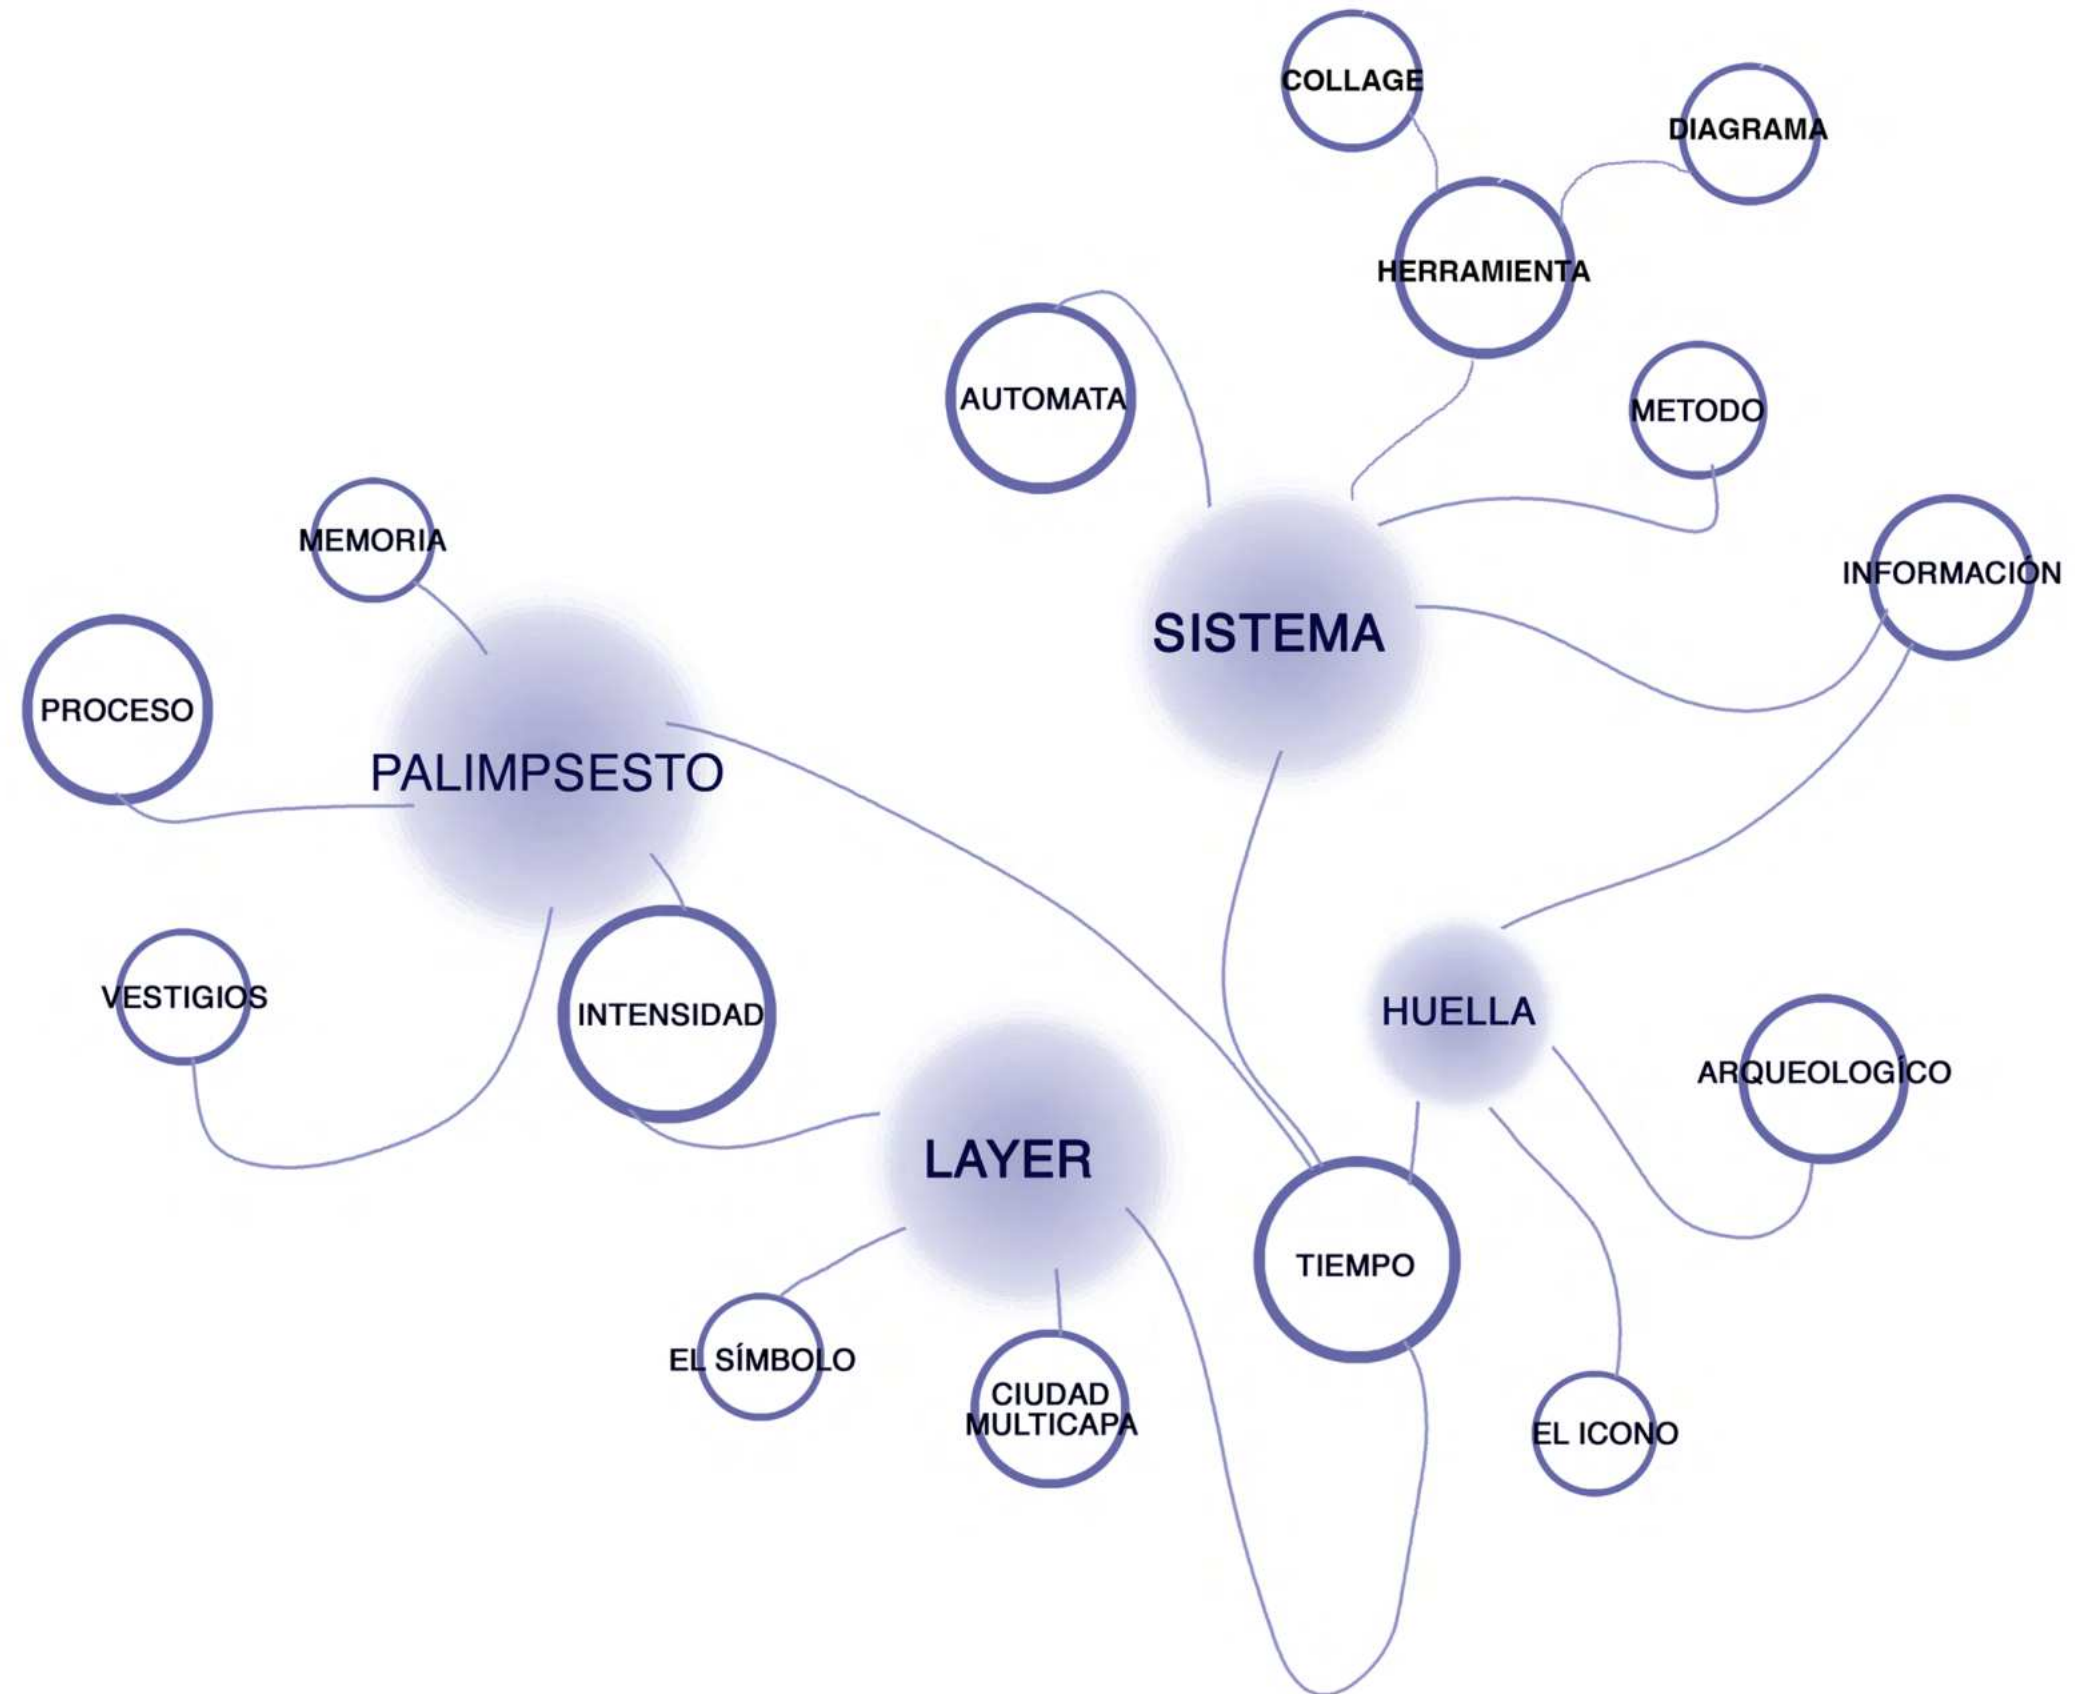 COLLAGE
DIAGRAMA
HERRAMIENTA
AUTOMATA
METODO
MEMORIA
INFORMACIÓN
SISTEMA
PROCESO
PALIMPSESTO
VESTIGIOS
INTENSIDAD
HUELLA
ARQUEOLOGÍCO
LAYER
TIEMPO
EL SÍMBOLO
CIUDAD
MULTICAPA
EL ICONO